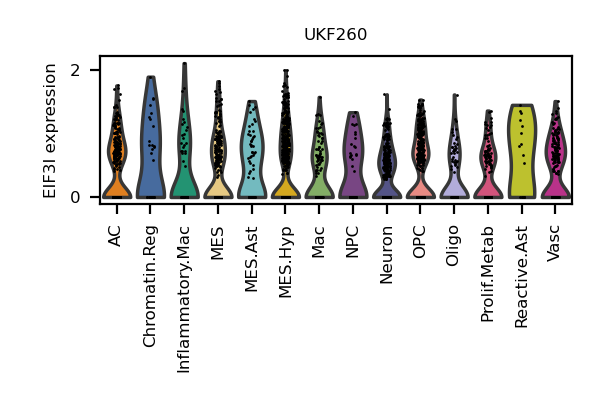 UKF260
EIF3I expression
2
0
AC
Chromatin.Reg
Inflammatory.Mac
MES
MES.Ast
MES.Hyp
Mac
NPC
Neuron
OPC
Oligo
Prolif.Metab
Reactive.Ast
Vasc